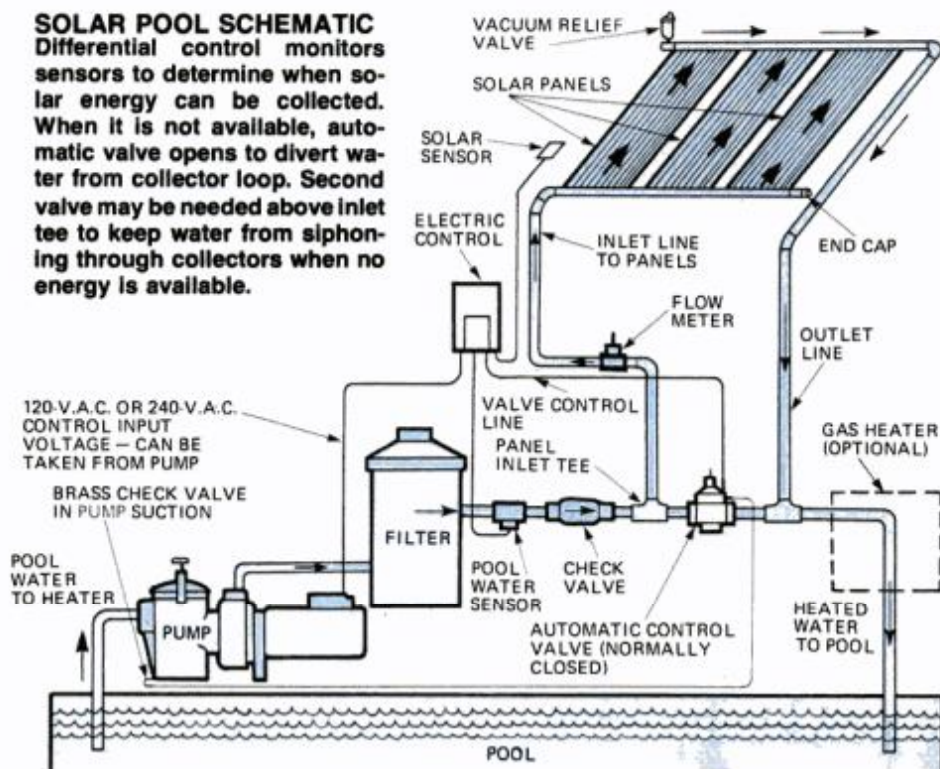 SOLAR POOL SCHEMATIC
Differential control monitors
sensors to determine when so-
lar energy can be collected.
When it is not available, auto-
matic valve opens to divert wa-
ter from collector loop. Second
valve may be needed above inlet
tee to keep water from siphon-
ing through collectors when no
energy is available.
VACUUM RELIEF
VALVE
SOLAR PANELS
SOLAR
SENSOR
ELECTRIC
CONTROL
INLET LINE
TO PANELS
END CAP
FLOW
METER
OUTLET
LINE
120-V.A.C. OR 240-V.A.C.
CONTROL INPUT
VOLTAGE – CAN BE
TAKEN FROM PUMP
VALVE CONTROL
LINE
PANEL
INLET TEE
GAS HEATER
(OPTIONAL)
BRASS CHECK VALVE
IN PUMP SUCTION
FILTER
POOL
WATER
TO HEATER
PUMP
POOL
WATER
SENSOR
CHECK
VALVE
AUTOMATIC CONTROL
VALVE (NORMALLY
CLOSED)
HEATED
WATER
TO POOL
POOL